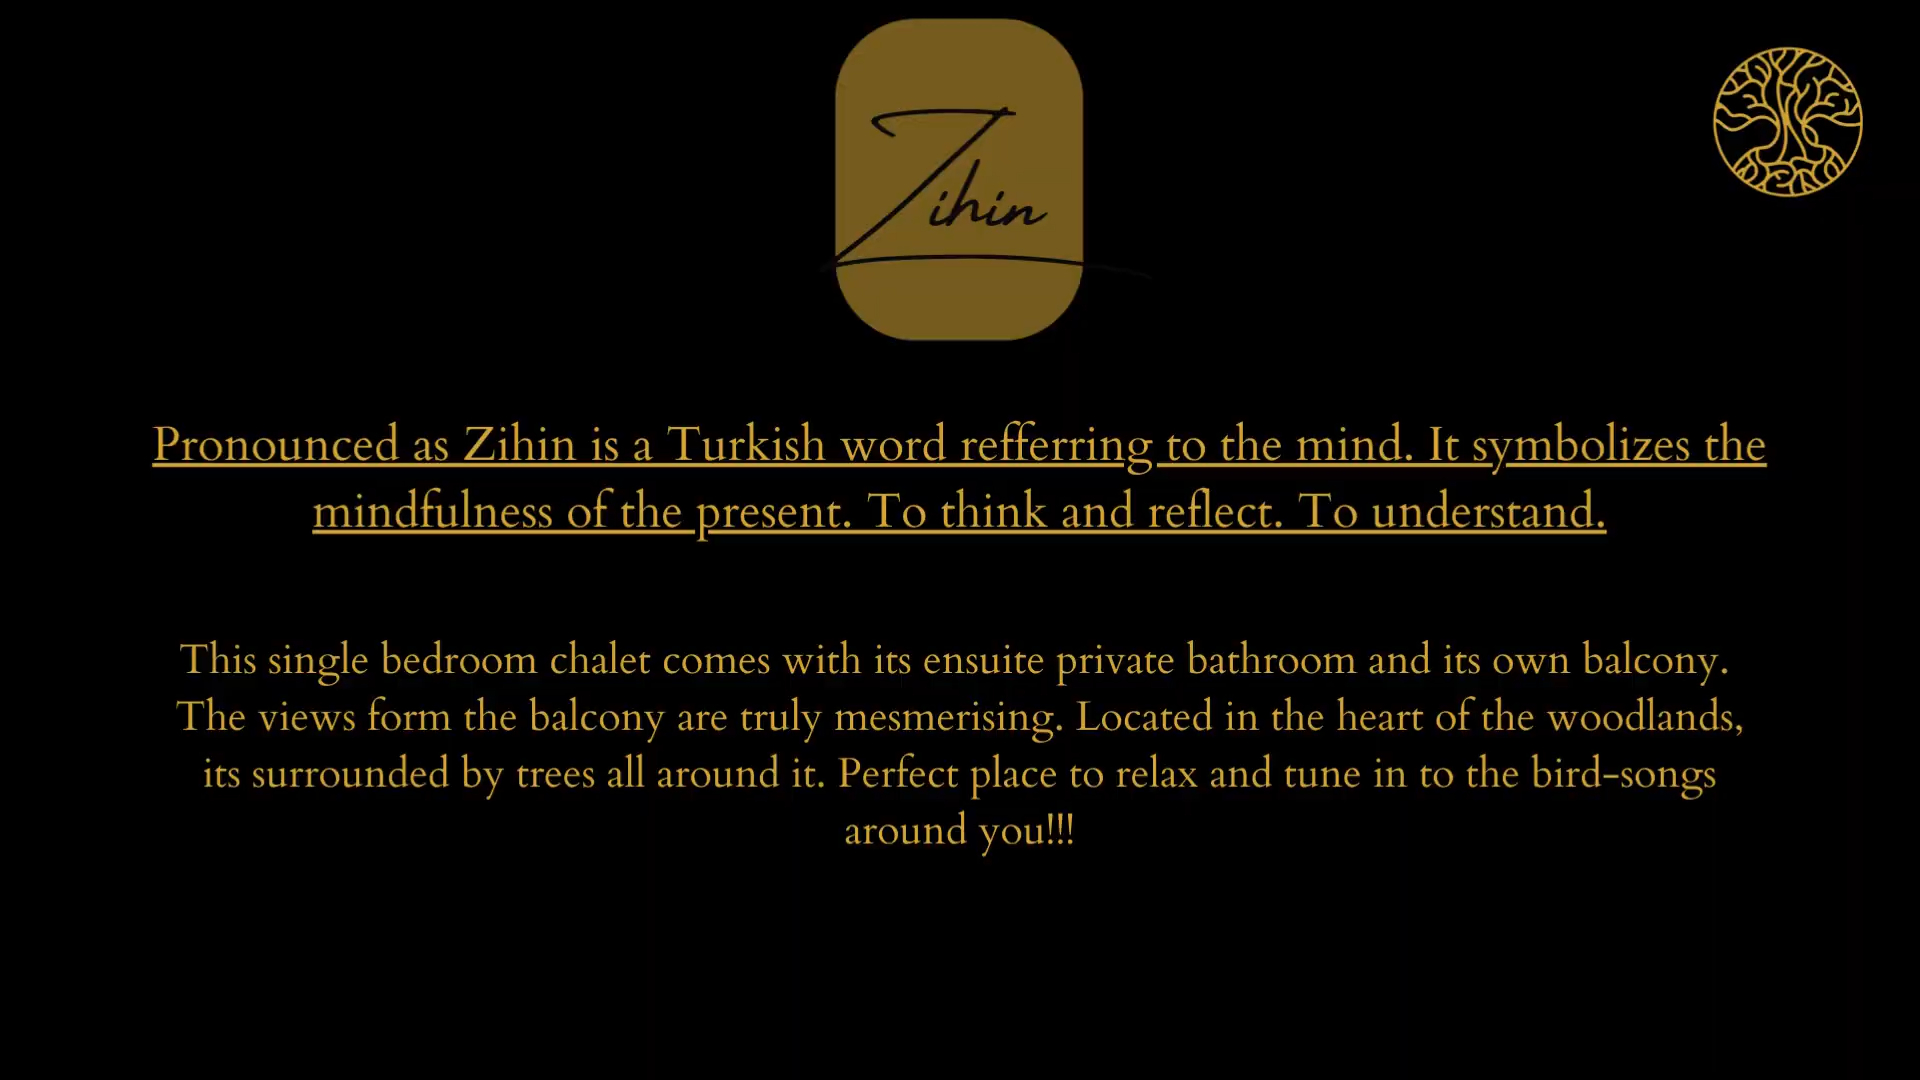 Zihin
Pronounced as Zihin is a Turkish word refferring to the mind. It symbolizes the
mindfulness of the present. To think and reflect. To understand.
This single bedroom chalet comes with its ensuite private bathroom and its own balcony.
The views form the balcony are truly mesmerising. Located in the heart of the woodlands,
its surrounded by trees all around it. Perfect place to relax and tune in to the bird-songs
around you!!!